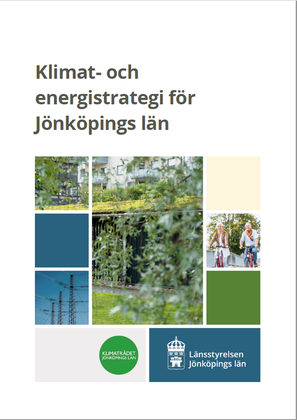 Klimat- och
energistrategi för
Jönköpings län
KLIMATRÅDET
JÖNKÖPINGS LÄN
Länsstyrelsen
Jönköpings län